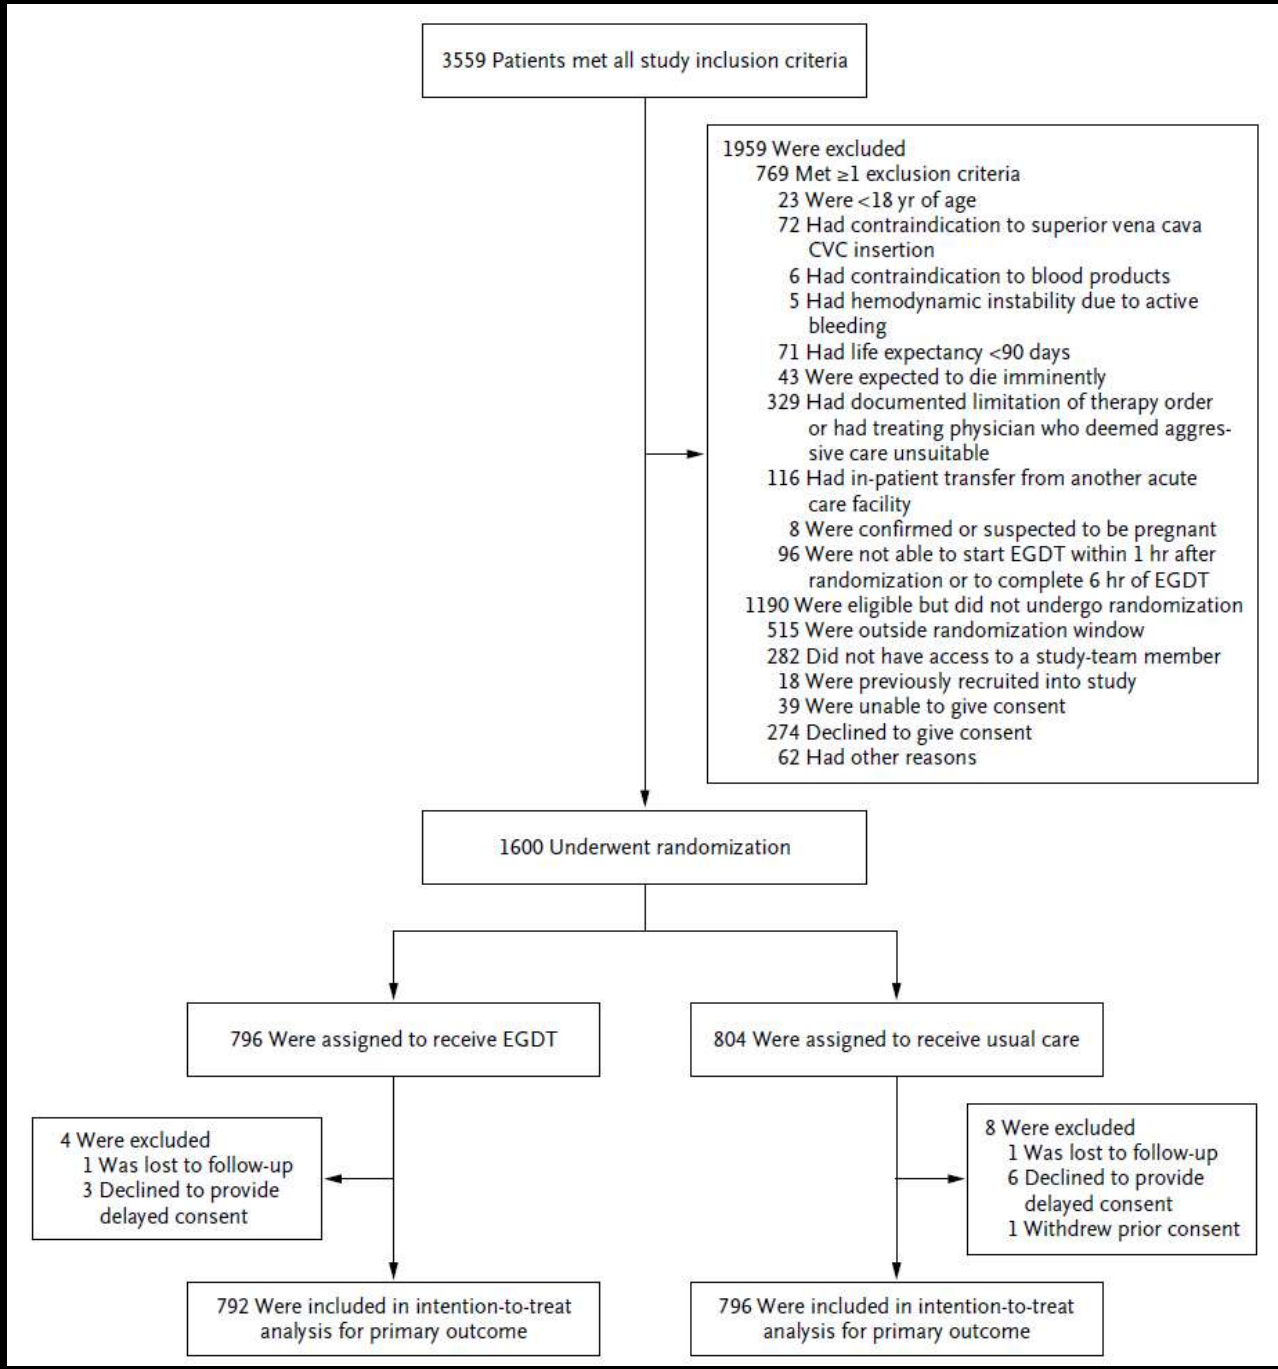 3559 Patients met all study inclusion criteria
1959 Were excluded
769 Met ≥1 exclusion criteria
23 Were <18 yr of age
72 Had contraindication to superior vena cava
CVC insertion
6 Had contraindication to blood products
5 Had hemodynamic instability due to active
bleeding
71 Had life expectancy <90 days
43 Were expected to die imminently
329 Had documented limitation of therapy order
or had treating physician who deemed aggres-
sive care unsuitable
116 Had in-patient transfer from another acute
care facility
8 Were confirmed or suspected to be pregnant
96 Were not able to start EGDT within 1 hr after
randomization or to complete 6 hr of EGDT
1190 Were eligible but did not undergo randomization
515 Were outside randomization window
282 Did not have access to a study-team member
18 Were previously recruited into study
39 Were unable to give consent
274 Declined to give consent
62 Had other reasons
1600 Underwent randomization
796 Were assigned to receive EGDT
804 Were assigned to receive usual care
4 Were excluded
1 Was lost to follow-up
3 Declined to provide
delayed consent
8 Were excluded
1 Was lost to follow-up
6 Declined to provide
delayed consent
1 Withdrew prior consent
792 Were included in intention-to-treat
analysis for primary outcome
796 Were included in intention-to-treat
analysis for primary outcome